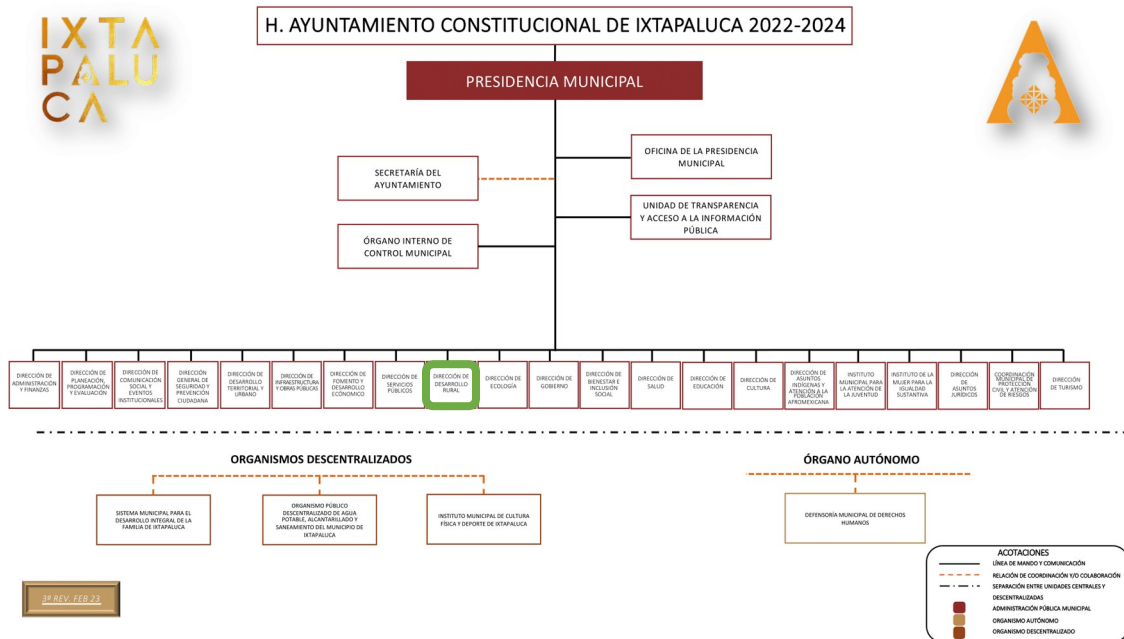 IXTA
PALU
CA
H. AYUNTAMIENTO CONSTITUCIONAL DE IXTAPALUCA 2022-2024
PRESIDENCIA MUNICIPAL
OFICINA DE LA PRESIDENCIA
MUNICIPAL
SECRETARÍA DEL
AYUNTAMIENTO
UNIDAD DE TRANSPARENCIA
Y ACCESO A LA INFORMACIÓN
PÚBLICA
ÓRGANO INTERNO DE
CONTROL MUNICIPAL
DIRECCIÓN DE
ADMINISTRACIÓN
Y FINANZAS
DIRECCIÓN DE
PLANEACIÓN,
PROGRAMACIÓN
Y EVALUACIÓN
DIRECCIÓN DE
COMUNICACIÓN
SOCIAL Y
EVENTOS
INSTITUCIONALES
DIRECCIÓN
GENERAL DE
SEGURIDAD Y
PREVENCIÓN
CIUDADANA
DIRECCIÓN DE
DESARROLLO
TERRITORIAL Y
URBANO
DIRECCIÓN DE
INFRAESTRUCTURA
Y OBRAS PÚBLICAS
DIRECCIÓN DE
FOMENTO Y
DESARROLLO
ECONÓMICO
DIRECCIÓN DE
SERVICIOS
PÚBLICOS
DIRECCIÓN DE
DESARROLLO
RURAL
DIRECCIÓN DE
ECOLOGÍA
DIRECCIÓN DE
GOBIERNO
DIRECCIÓN DE
BIENESTAR E
INCLUSIÓN
SOCIAL
DIRECCIÓN DE
SALUD
DIRECCIÓN DE
EDUCACIÓN
DIRECCIÓN DE
CULTURA
DIRECCIÓN DE
ASUNTOS
INDÍGENAS Y
ATENCIÓN A LA
POBLACIÓN
AFROMEXICANA
INSTITUTO
MUNICIPAL PARA
LA ATENCIÓN DE
LA JUVENTUD
INSTITUTO DE LA
MUJER PARA LA
IGUALDAD
SUSTANTIVA
DIRECCIÓN
DE
ASUNTOS
JURÍDICOS
COORDINACIÓN
MUNICIPAL DE
PROTECCIÓN
CIVIL Y ATENCIÓN
DE RIESGOS
DIRECCIÓN
DE TURISMO
ORGANISMOS DESCENTRALIZADOS
SISTEMA MUNICIPAL PARA EL
DESARROLLO INTEGRAL DE LA
FAMILIA DE IXTAPALUCA
ORGANISMO PÚBLICO
DESCENTRALIZADO DE AGUA
POTABLE, ALCANTARILLADO Y
SANEAMIENTO DEL MUNICIPIO DE
IXTAPALUCA
INSTITUTO MUNICIPAL DE CULTURA
FÍSICA Y DEPORTE DE IXTAPALUCA
ÓRGANO AUTÓNOMO
DEFENSORÍA MUNICIPAL DE DERECHOS
HUMANOS
3ª REV. FEB 23
ACOTACIONES
LÍNEA DE MANDO Y COMUNICACIÓN
RELACIÓN DE COORDINACIÓN Y/O COLABORACIÓN
SEPARACIÓN ENTRE UNIDADES CENTRALES Y
DESCENTRALIZADAS
ADMINISTRACIÓN PÚBLICA MUNICIPAL
ORGANISMO AUTÓNOMO
ORGANISMO DESCENTRALIZADO